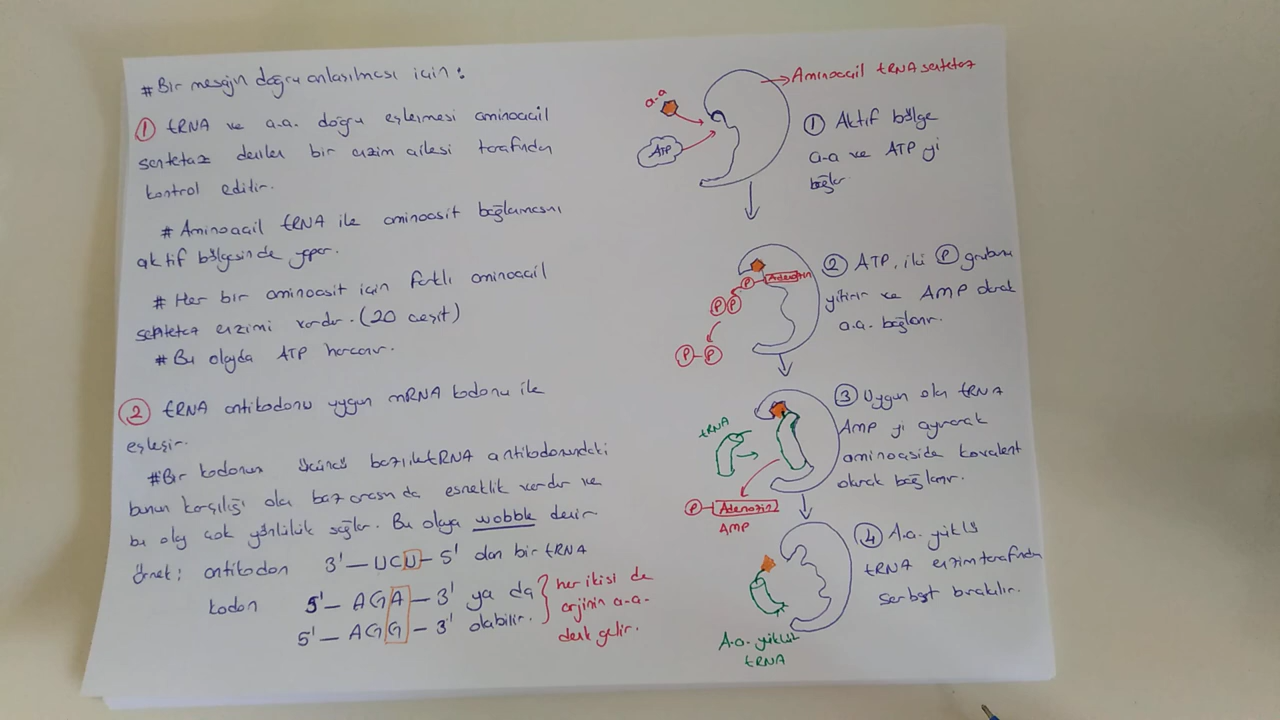 # Bir mesajın doğru anlaşılması için:
① tRNA ve a.a. doğru eşleşmesi aminoacil
sentetaz denilen bir enzim ailesi tarafından
kontrol edilir.
# Aminoacil tRNA ile aminoasit bağlanmasını
aktif bölgesinde yapar.
# Her bir aminoasit için farklı aminoacil
sentetaz enzimi vardır. (20 çeşit)
# Bu olayda ATP harcanır.
② tRNA antikodonu uygun mRNA kodonu ile
eşleşir.
# Bir kodonun üçüncü bazı ile tRNA antikodonundaki
bunun karşılığı olan baz arasında esneklik vardır ve
bu olay çok yönlülük sağlar. Bu olaya wobble denir
Örnek: antikodon 3'-UCU-5' olan bir tRNA
kodon 5'-AGA-3' ya da
5'-AGG-3' olabilir.
her ikisi de
arjinin a.a.
denk gelir.
Aminoaçil tRNA sentetaz
a.a
ATP
① Aktif bölge
a.a ve ATP yi
bağlar.
② ATP, iki P grubunu
yitirir ve AMP olarak
a.a. bağlanır.
P Adenozin
P P
P-P
③ Uygun olan tRNA
AMP yi ayırarak
aminoaside kovalent
olarak bağlanır.
tRNA
P Adenozin
AMP
④ A.a. yüklü
tRNA enzim tarafından
serbest bırakılır.
A.a. yüklü
tRNA